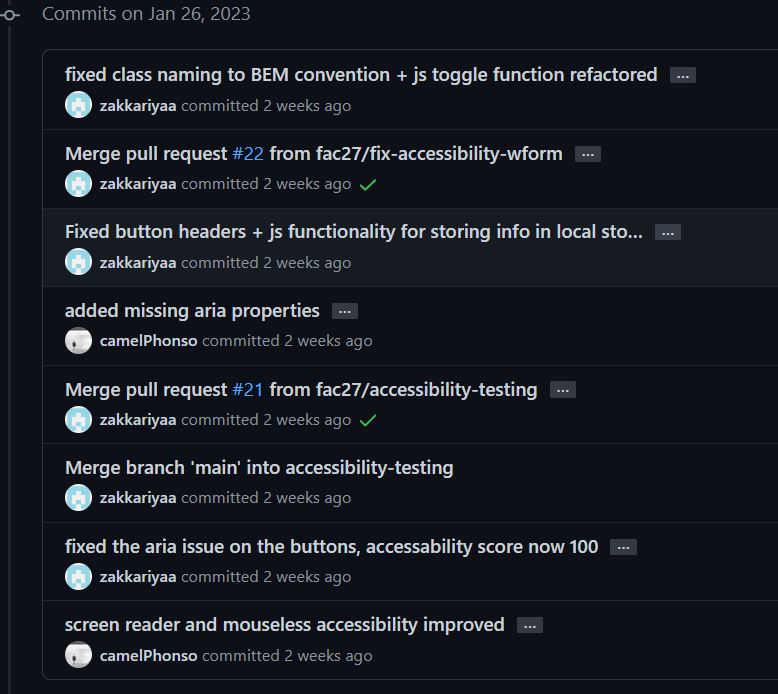 Commits on Jan 26, 2023
fixed class naming to BEM convention + js toggle function refactored ...
zakkariyaa committed 2 weeks ago
Merge pull request #22 from fac27/fix-accessibility-wform ...
zakkariyaa committed 2 weeks ago
Fixed button headers + js functionality for storing info in local sto... ...
zakkariyaa committed 2 weeks ago
added missing aria properties ...
camelPhonso committed 2 weeks ago
Merge pull request #21 from fac27/accessibility-testing ...
zakkariyaa committed 2 weeks ago
Merge branch 'main' into accessibility-testing
zakkariyaa committed 2 weeks ago
fixed the aria issue on the buttons, accessability score now 100 ...
zakkariyaa committed 2 weeks ago
screen reader and mouseless accessibility improved ...
camelPhonso committed 2 weeks ago